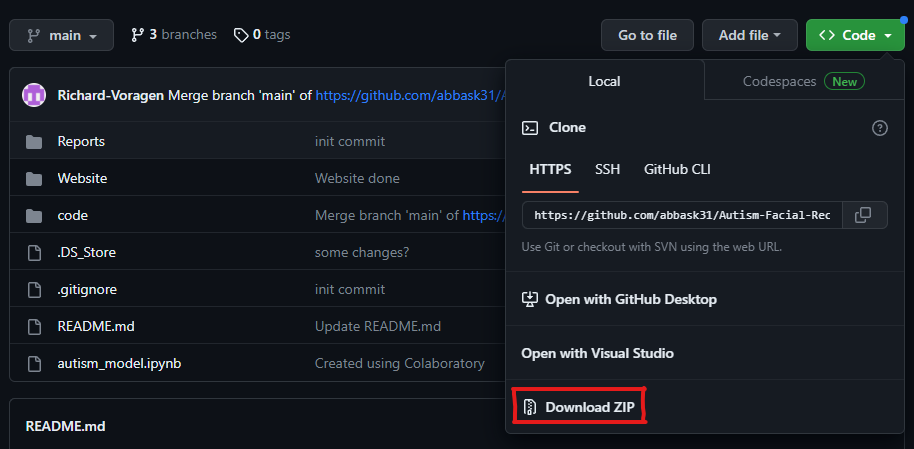 main
3 branches
0 tags
Go to file
Add file
<> Code
Richard-Voragen Merge branch 'main' of https://github.com/abbask31/A
Reports init commit
Website Website done
code Merge branch 'main' of https:/
.DS_Store some changes?
.gitignore init commit
README.md Update README.md
autism_model.ipynb Created using Colaboratory
README.md
Local
Codespaces New
Clone
HTTPS SSH GitHub CLI
https://github.com/abbask31/Autism-Facial-Rec
Use Git or checkout with SVN using the web URL.
Open with GitHub Desktop
Open with Visual Studio
Download ZIP